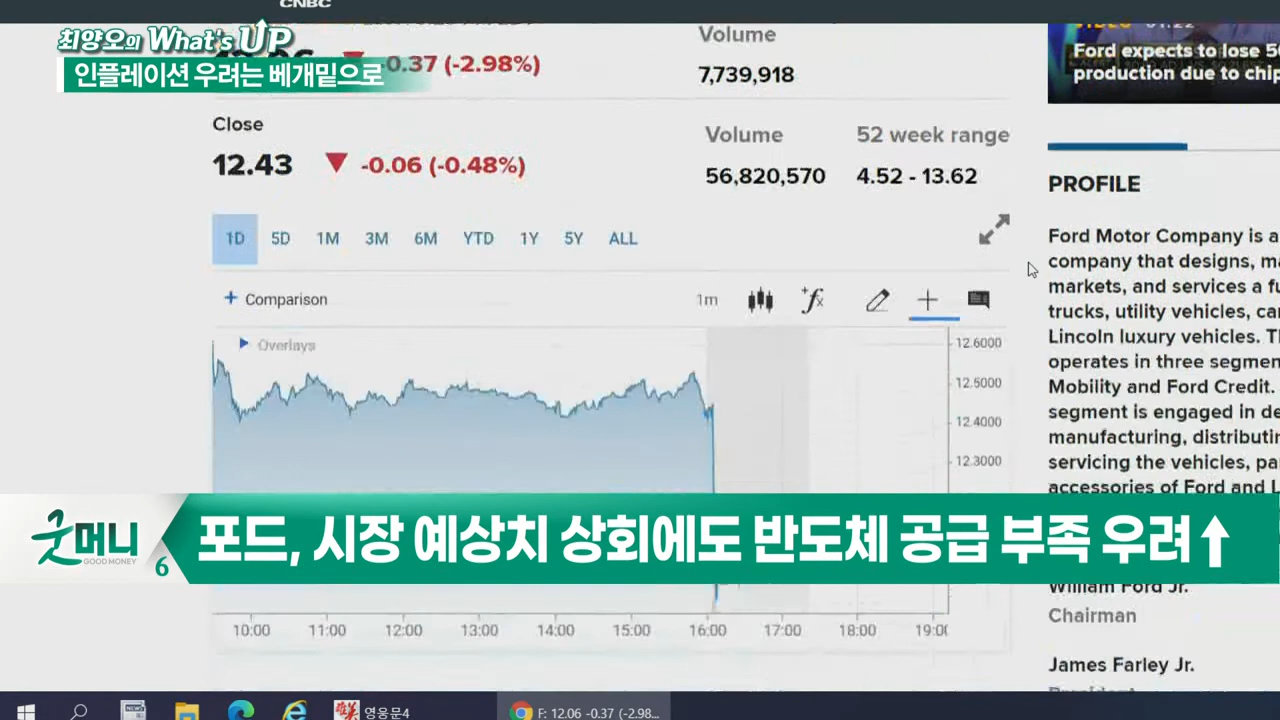 CNBC
최양오의 What's UP
인플레이션 우려는 베개밑으로
-0.37 (-2.98%)
Volume
7,739,918
Close
12.43 -0.06 (-0.48%)
Volume
56,820,570
52 week range
4.52 - 13.62
1D 5D 1M 3M 6M YTD 1Y 5Y ALL
+ Comparison
1m
Overlays
12.6000
12.5000
12.4000
12.3000
10:00 11:00 12:00 13:00 14:00 15:00 16:00 17:00 18:00 19:00
Ford expects to lose 50
production due to chip
PROFILE
Ford Motor Company is a
company that designs, ma
markets, and services a fu
trucks, utility vehicles, ca
Lincoln luxury vehicles. T
operates in three segmen
Mobility and Ford Credit.
segment is engaged in de
manufacturing, distributin
servicing the vehicles, pa
accessories of Ford and L
굿머니
GOOD MONEY
6
포드, 시장 예상치 상회에도 반도체 공급 부족 우려↑
William Ford Jr.
Chairman
James Farley Jr.
President
영웅문4
F: 12.06 -0.37 (-2.98...